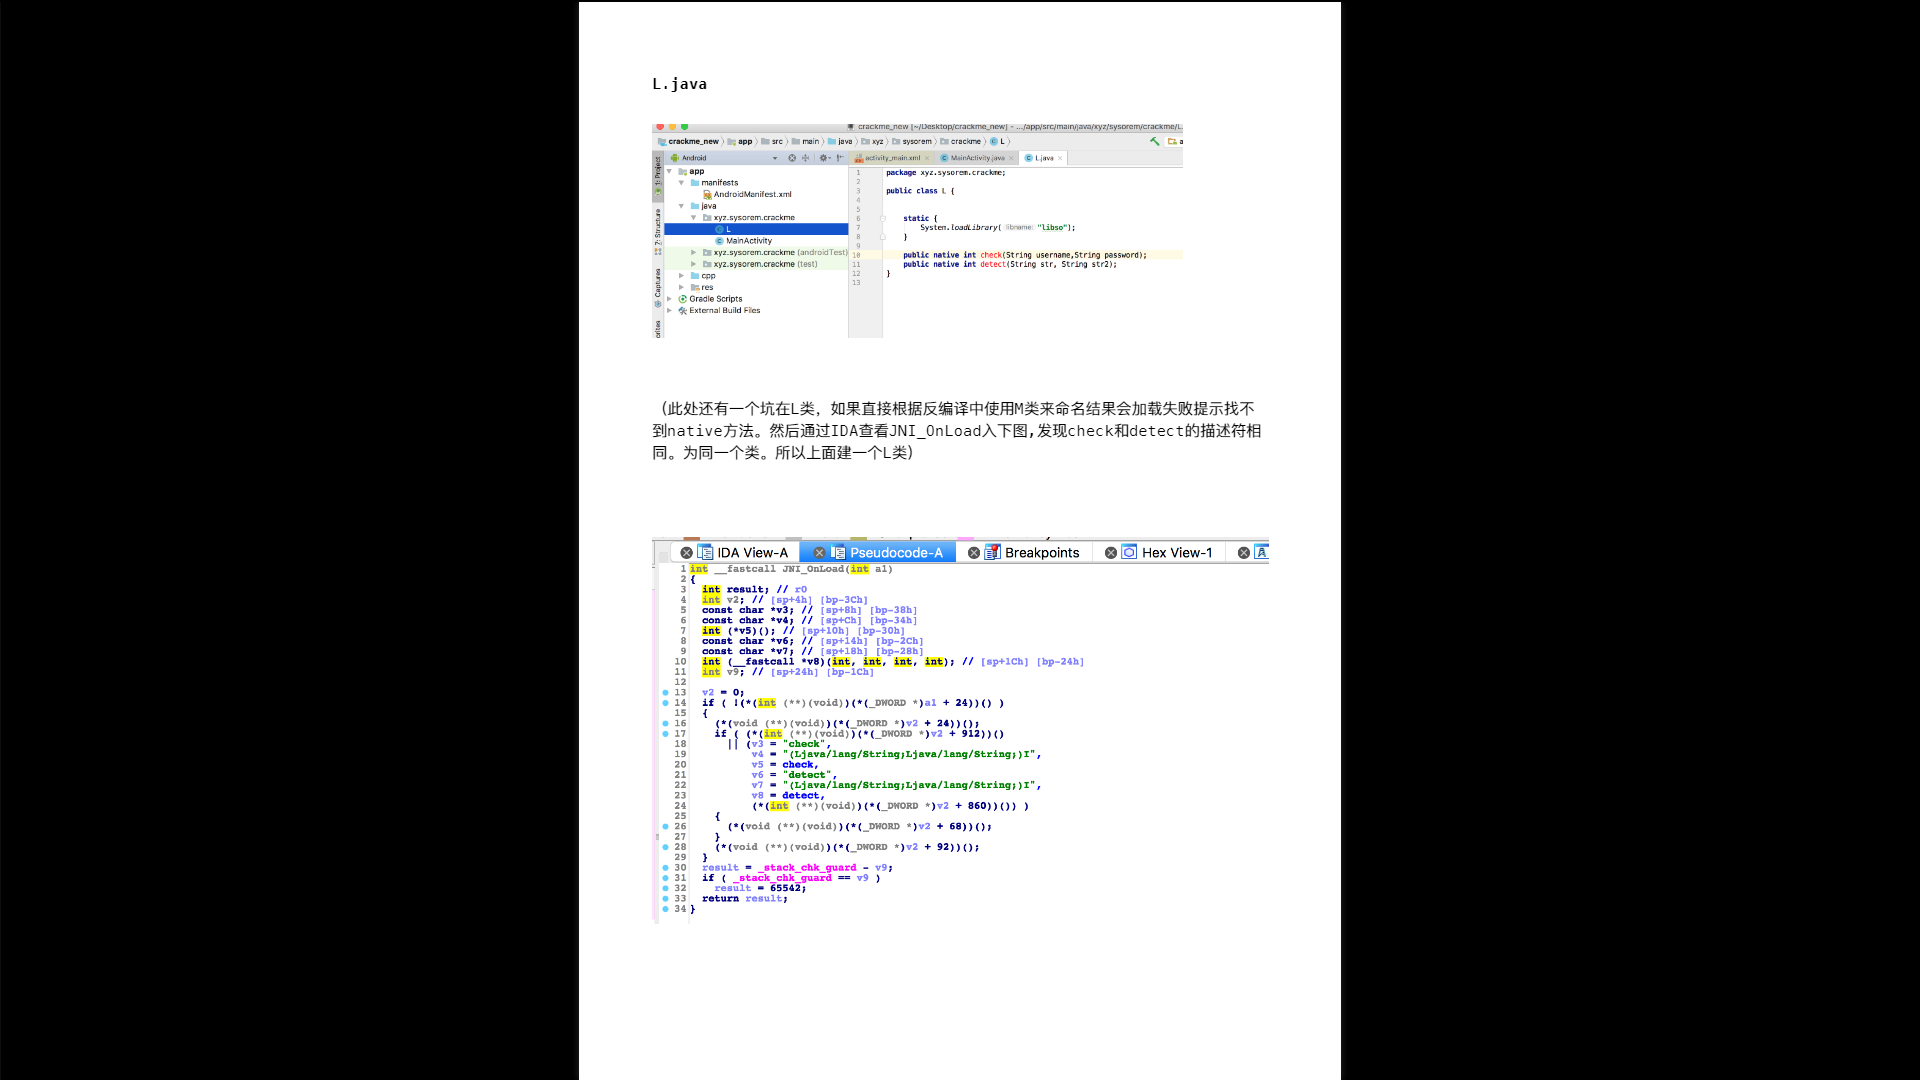 L.java
crackme_new [~/Desktop/crackme_new] - .../app/src/main/java/xyz/sysorem/crackme/L
crackme_new app src main java xyz sysorem crackme L
Android activity_main.xml MainActivity.java L.java
1: Project
7: Structure
Captures
app
manifests
AndroidManifest.xml
java
xyz.sysorem.crackme
L
MainActivity
xyz.sysorem.crackme (androidTest)
xyz.sysorem.crackme (test)
cpp
res
Gradle Scripts
External Build Files
1 package xyz.sysorem.crackme;
2
3 public class L {
4
5
6 static {
7 System.loadLibrary( libname: "libso");
8 }
9
10 public native int check(String username,String password);
11 public native int detect(String str, String str2);
12 }
13
（此处还有一个坑在L类，如果直接根据反编译中使用M类来命名结果会加载失败提示找不
到native方法。然后通过IDA查看JNI_OnLoad入下图,发现check和detect的描述符相
同。为同一个类。所以上面建一个L类）
IDA View-A Pseudocode-A Breakpoints Hex View-1
1 int __fastcall JNI_OnLoad(int a1)
2 {
3 int result; // r0
4 int v2; // [sp+4h] [bp-3Ch]
5 const char *v3; // [sp+8h] [bp-38h]
6 const char *v4; // [sp+Ch] [bp-34h]
7 int (*v5)(); // [sp+10h] [bp-30h]
8 const char *v6; // [sp+14h] [bp-2Ch]
9 const char *v7; // [sp+18h] [bp-28h]
10 int (__fastcall *v8)(int, int, int, int); // [sp+1Ch] [bp-24h]
11 int v9; // [sp+24h] [bp-1Ch]
12
13 v2 = 0;
14 if ( !(*(int (**)(void))(*(_DWORD *)a1 + 24))() )
15 {
16 (*(void (**)(void))(*(_DWORD *)v2 + 24))();
17 if ( (*(int (**)(void))(*(_DWORD *)v2 + 912))()
18 || (v3 = "check",
19 v4 = "(Ljava/lang/String;Ljava/lang/String;)I",
20 v5 = check,
21 v6 = "detect",
22 v7 = "(Ljava/lang/String;Ljava/lang/String;)I",
23 v8 = detect,
24 (*(int (**)(void))(*(_DWORD *)v2 + 860))()) )
25 {
26 (*(void (**)(void))(*(_DWORD *)v2 + 68))();
27 }
28 (*(void (**)(void))(*(_DWORD *)v2 + 92))();
29 }
30 result = _stack_chk_guard - v9;
31 if ( _stack_chk_guard == v9 )
32 result = 65542;
33 return result;
34 }